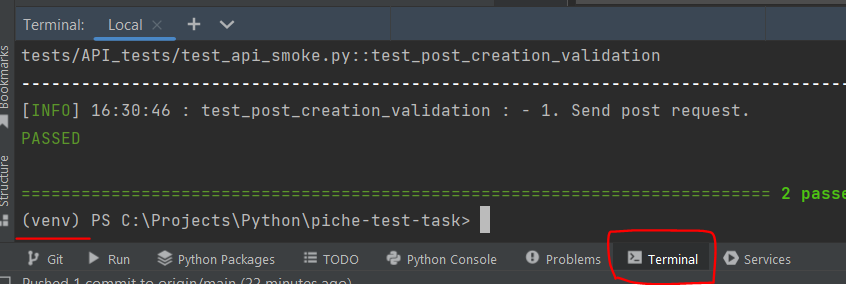 Terminal: Local × + ∨
tests/API_tests/test_api_smoke.py::test_post_creation_validation
--------------------------------------------------------------------------------
[INFO] 16:30:46 : test_post_creation_validation : - 1. Send post request.
PASSED
====================================================================== 2 passe
(venv) PS C:\Projects\Python\piche-test-task>
Bookmarks
Structure
Git Run Python Packages TODO Python Console Problems Terminal Services
Pushed 1 commit to origin/main (22 minutes ago)